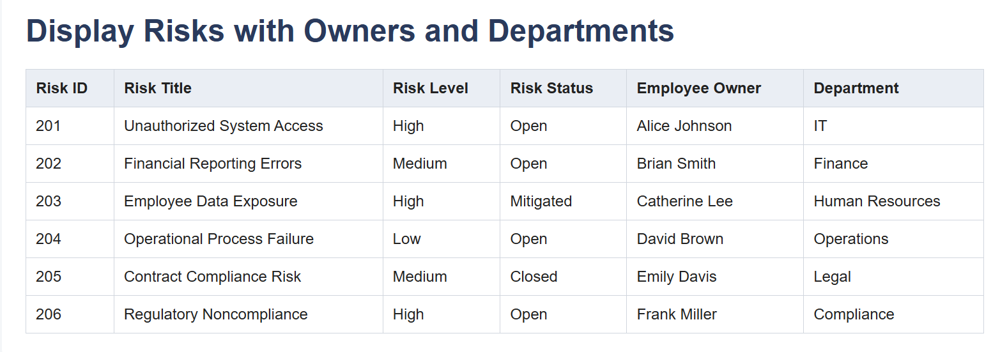 Display Risks with Owners and Departments
Risk ID Risk Title Risk Level Risk Status Employee Owner Department
201 Unauthorized System Access High Open Alice Johnson IT
202 Financial Reporting Errors Medium Open Brian Smith Finance
203 Employee Data Exposure High Mitigated Catherine Lee Human Resources
204 Operational Process Failure Low Open David Brown Operations
205 Contract Compliance Risk Medium Closed Emily Davis Legal
206 Regulatory Noncompliance High Open Frank Miller Compliance